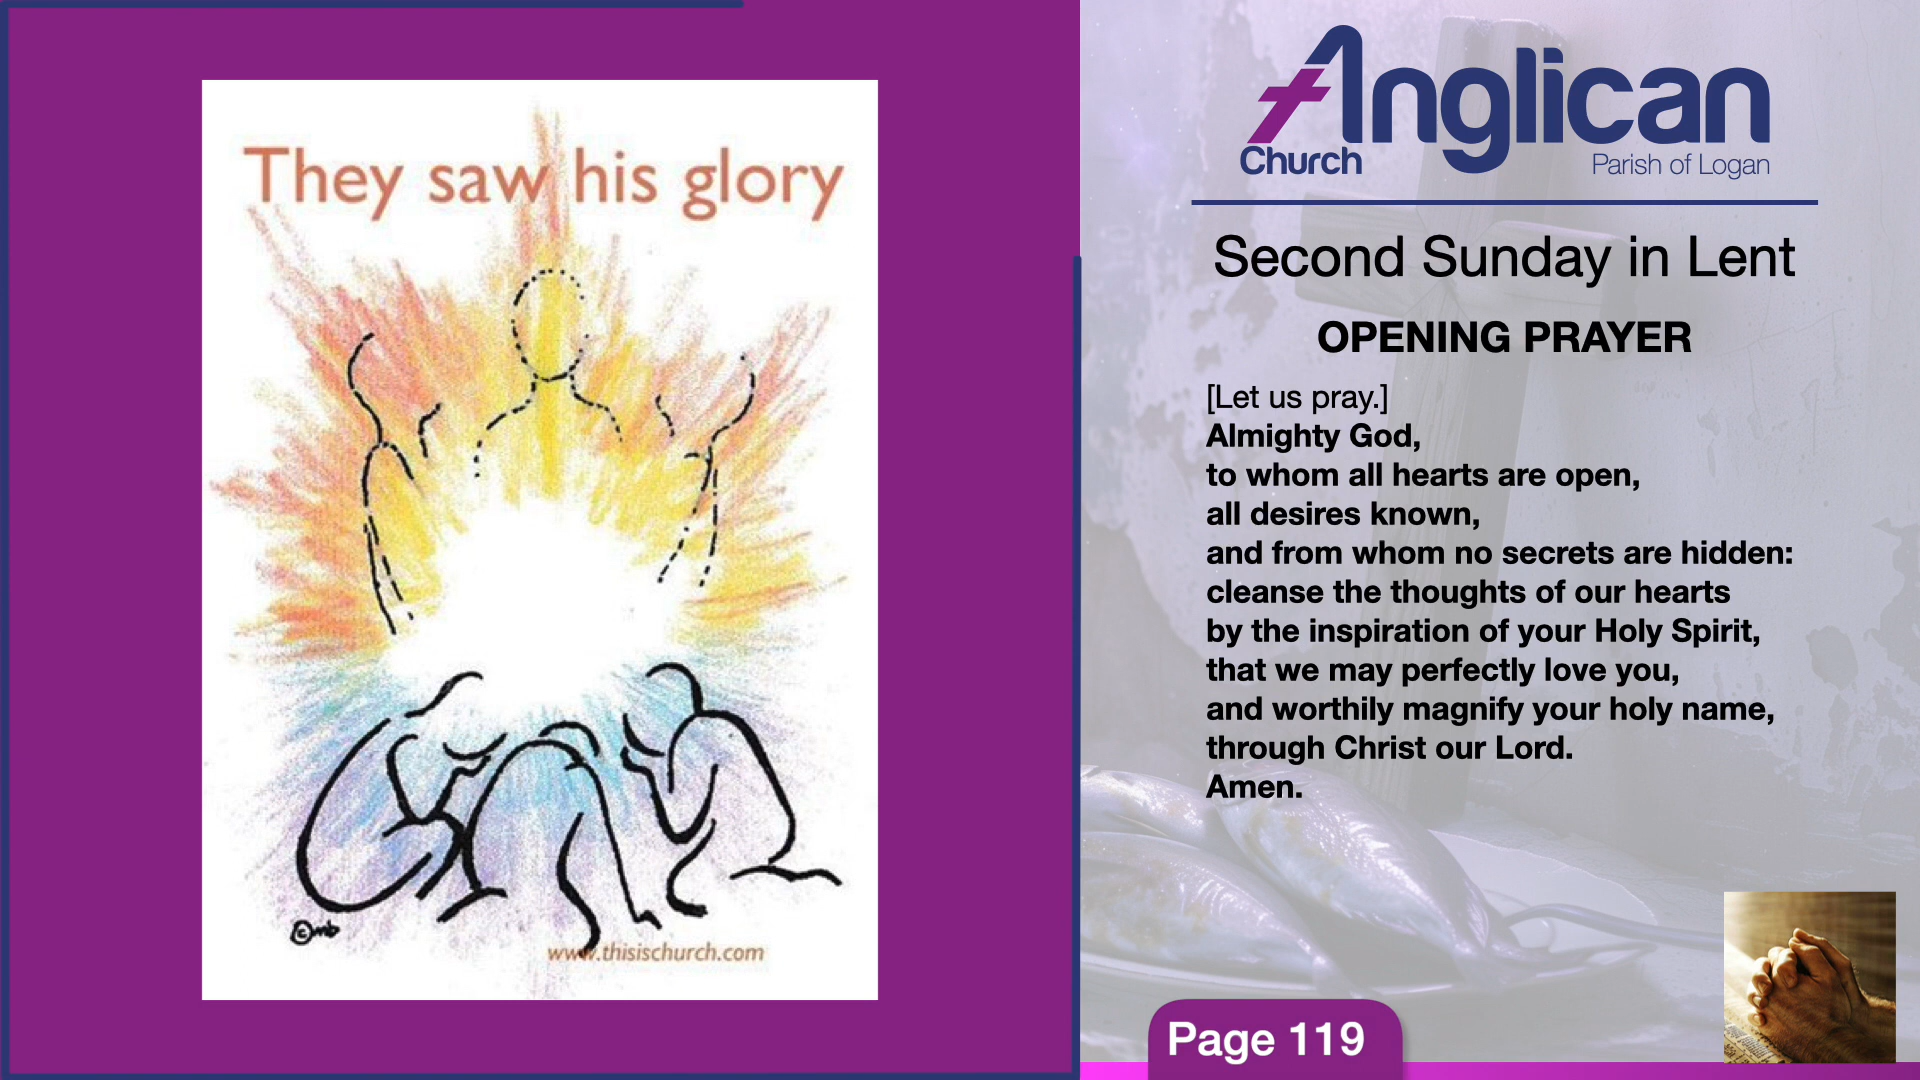 They saw his glory
©mb
www.thisischurch.com
Anglican
Church
Parish of Logan
Second Sunday in Lent
OPENING PRAYER
[Let us pray.]
Almighty God,
to whom all hearts are open,
all desires known,
and from whom no secrets are hidden:
cleanse the thoughts of our hearts
by the inspiration of your Holy Spirit,
that we may perfectly love you,
and worthily magnify your holy name,
through Christ our Lord.
Amen.
Page 119